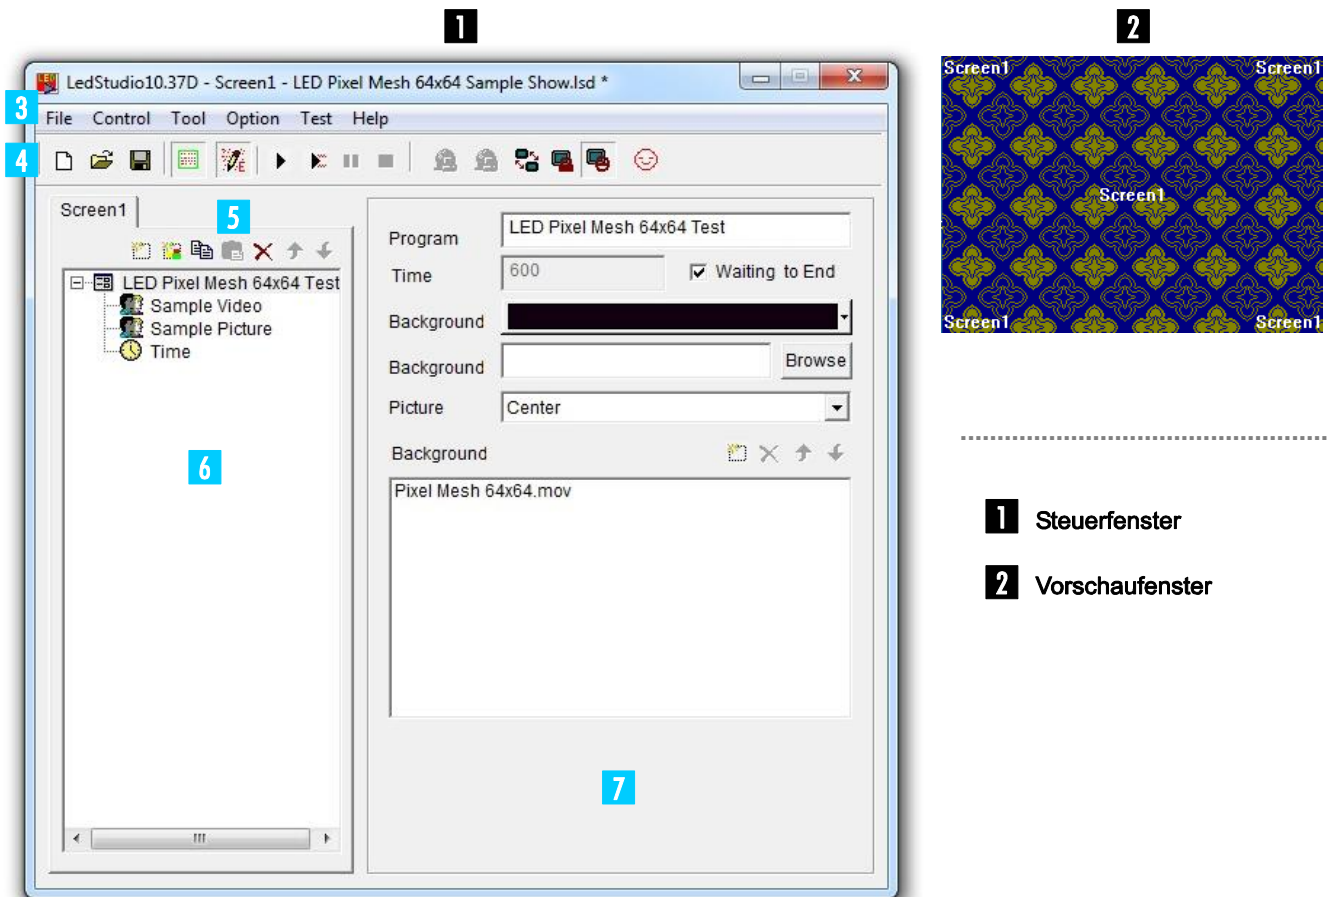 1
2
LedStudio10.37D - Screen1 - LED Pixel Mesh 64x64 Sample Show.lsd *
3
File Control Tool Option Test Help
4
E
Screen1
5
LED Pixel Mesh 64x64 Test
Sample Video
Sample Picture
Time
6
Program
LED Pixel Mesh 64x64 Test
Time
600
Waiting to End
Background
Background
Browse
Picture
Center
Background
Pixel Mesh 64x64.mov
7
Screen1
Screen1
Screen1
Screen1
Screen1
1 Steuerfenster
2 Vorschaufenster